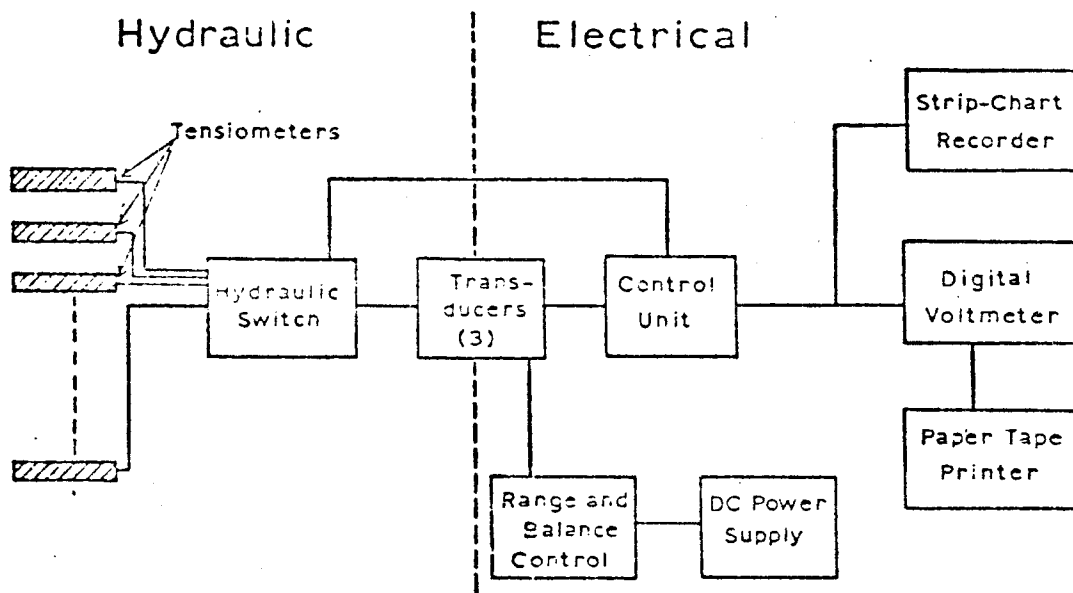 Hydraulic
Electrical
Tensiometers
Hydraulic
Switch
Trans-
ducers
(3)
Control
Unit
Strip-Chart
Recorder
Digital
Voltmeter
Paper Tape
Printer
Range and
Balance
Control
DC Power
Supply